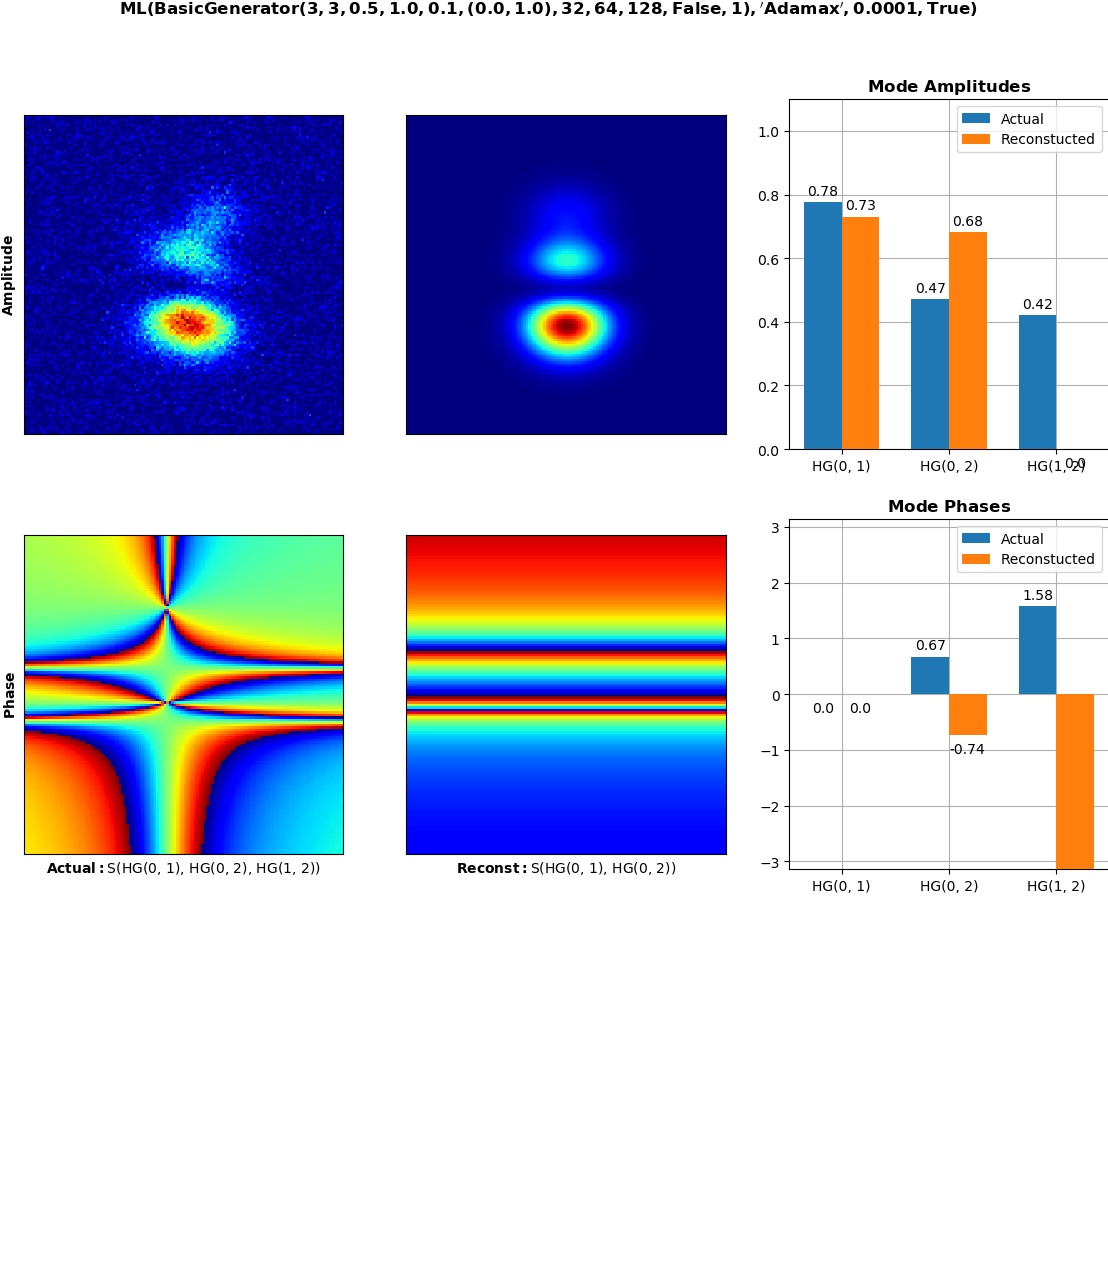 ML(BasicGenerator(3, 3, 0.5, 1.0, 0.1, (0.0, 1.0), 32, 64, 128, False, 1), ′Adamax′, 0.0001, True)
Amplitude
Mode Amplitudes
Actual
Reconstucted
1.0
0.8
0.6
0.4
0.2
0.0
0.78
0.73
0.47
0.68
0.42
0.0
HG(0, 1)
HG(0, 2)
HG(1, 2)
Phase
Actual: S(HG(0, 1), HG(0, 2), HG(1, 2))
Reconst: S(HG(0, 1), HG(0, 2))
Mode Phases
Actual
Reconstucted
3
2
1
0
−1
−2
−3
0.0
0.0
0.67
-0.74
1.58
HG(0, 1)
HG(0, 2)
HG(1, 2)